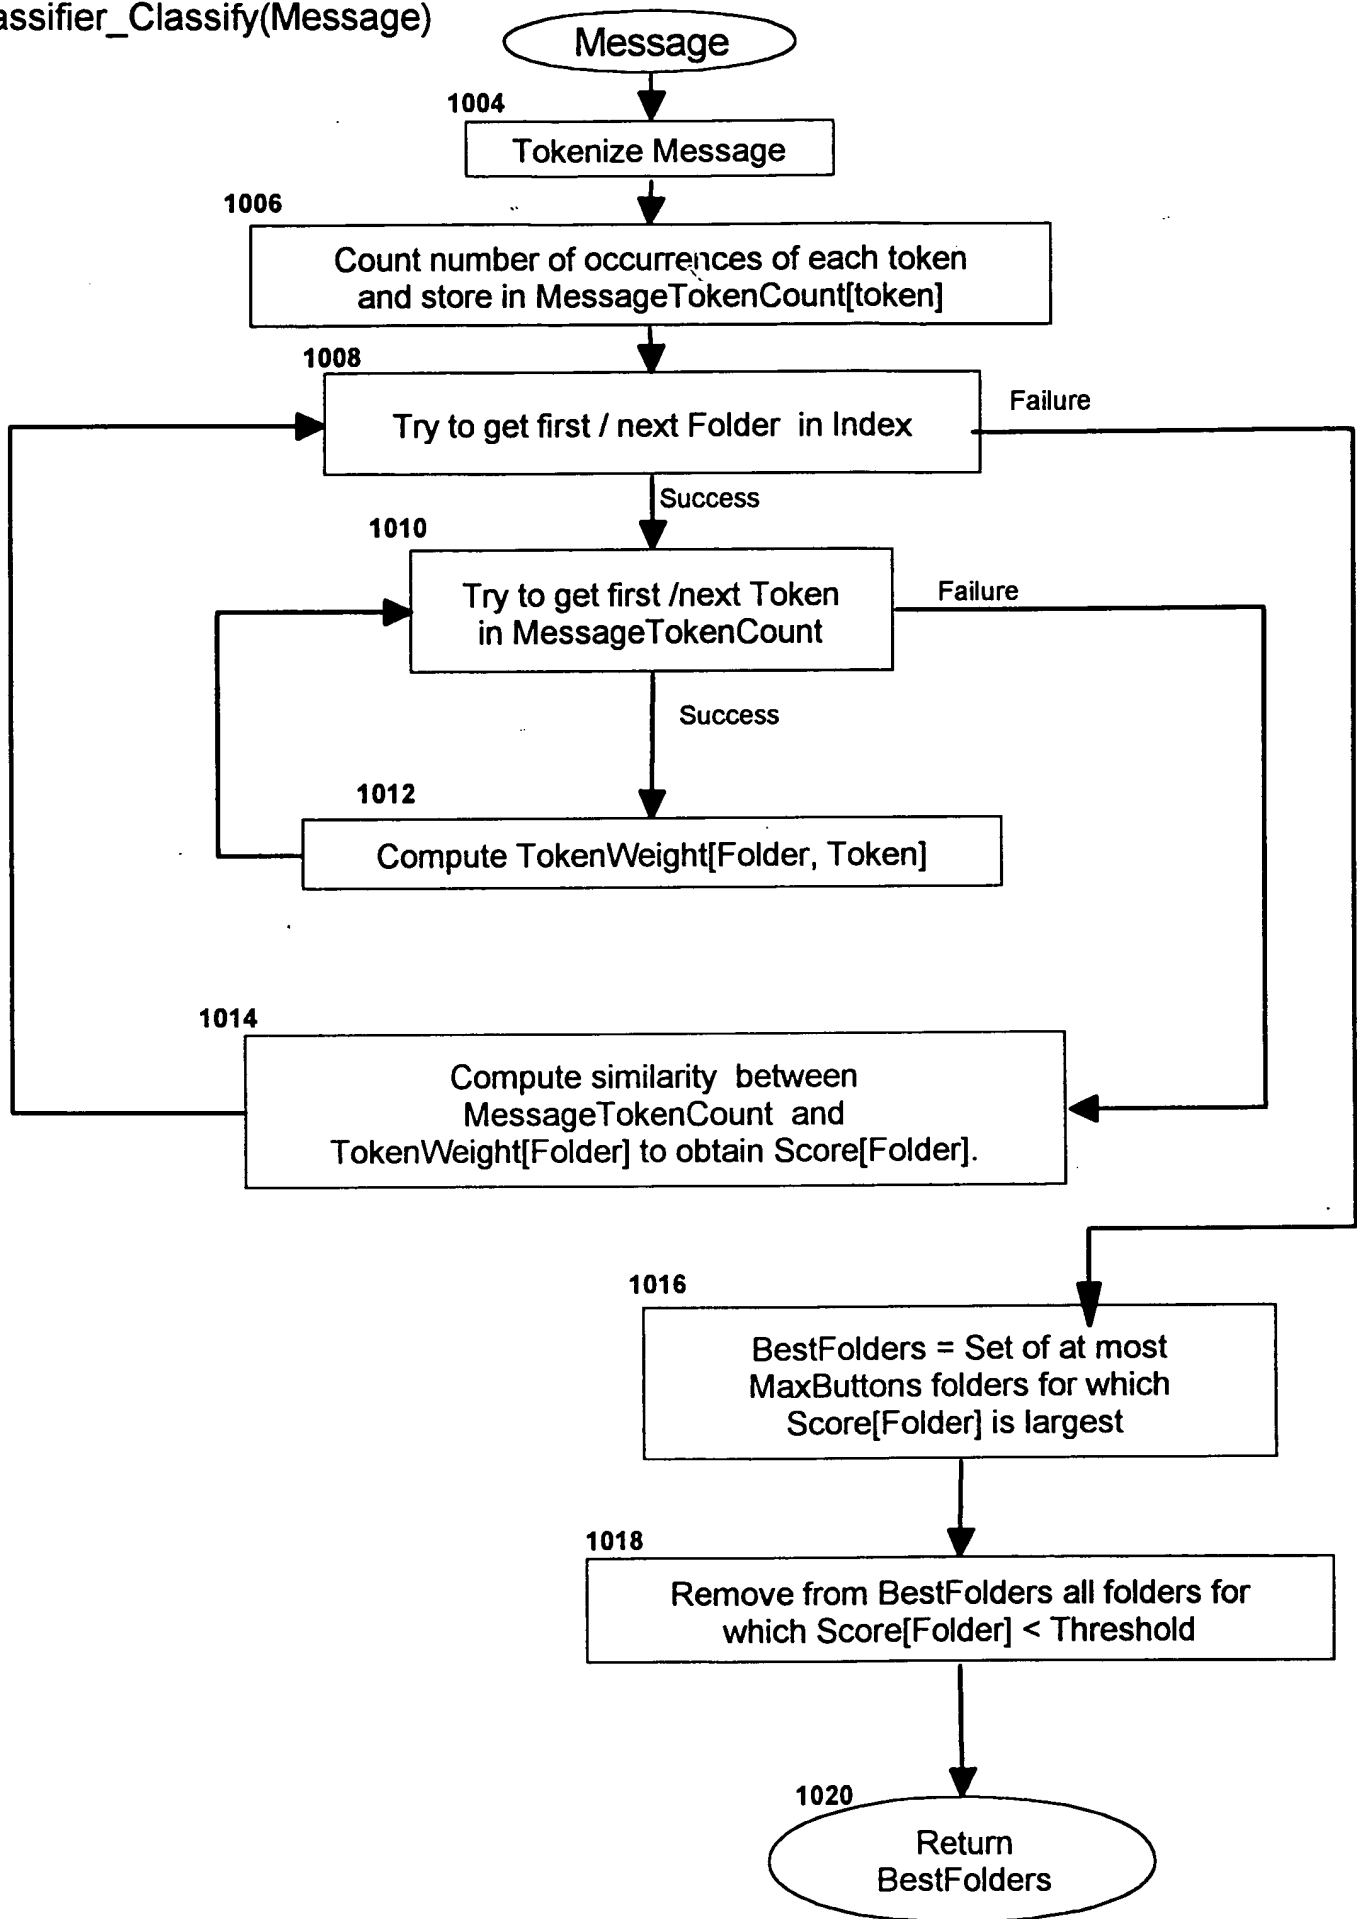 assifier_Classify(Message)
Message
1004
Tokenize Message
1006
Count number of occurrences of each token
and store in MessageTokenCount[token]
1008
Try to get first / next Folder in Index
Failure
Success
1010
Try to get first /next Token
in MessageTokenCount
Failure
Success
1012
Compute TokenWeight[Folder, Token]
1014
Compute similarity between
MessageTokenCount and
TokenWeight[Folder] to obtain Score[Folder].
1016
BestFolders = Set of at most
MaxButtons folders for which
Score[Folder] is largest
1018
Remove from BestFolders all folders for
which Score[Folder] < Threshold
1020
Return
BestFolders